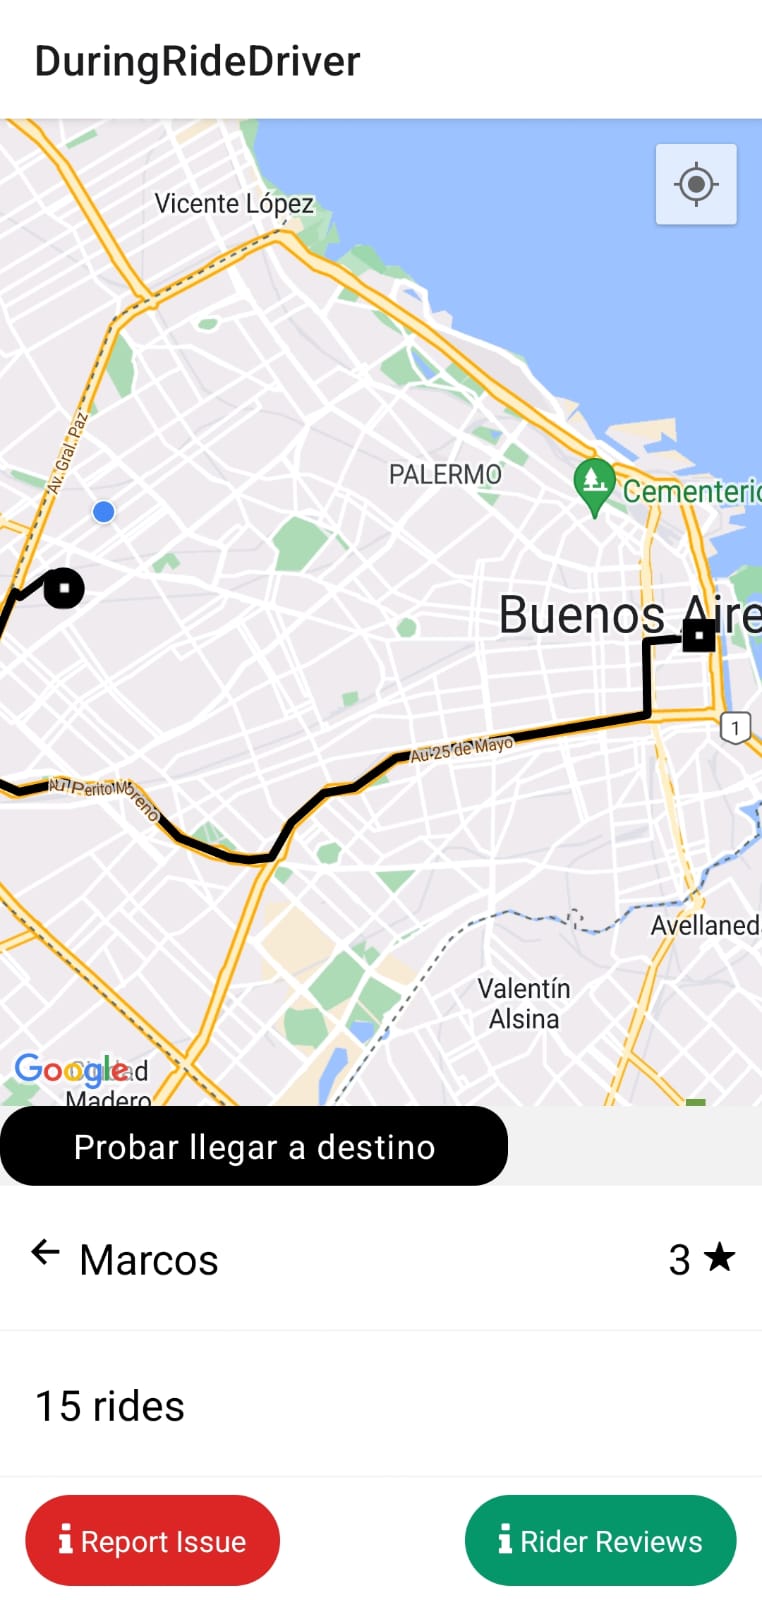 DuringRideDriver
Vicente López
Av. Gral. Paz
PALERMO
Cementerio
Buenos Aire
1
Au 25 de Mayo
Au Perito Moreno
Avellaned
Valentín
Alsina
Google
Madero
Probar llegar a destino
Marcos
3 ★
15 rides
Report Issue
Rider Reviews